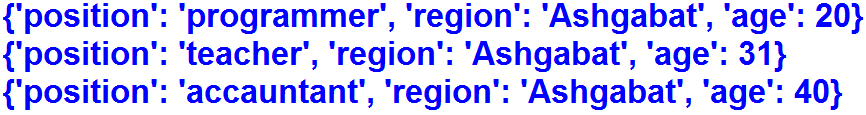 {'position': 'programmer', 'region': 'Ashgabat', 'age': 20}
{'position': 'teacher', 'region': 'Ashgabat', 'age': 31}
{'position': 'accauntant', 'region': 'Ashgabat', 'age': 40}